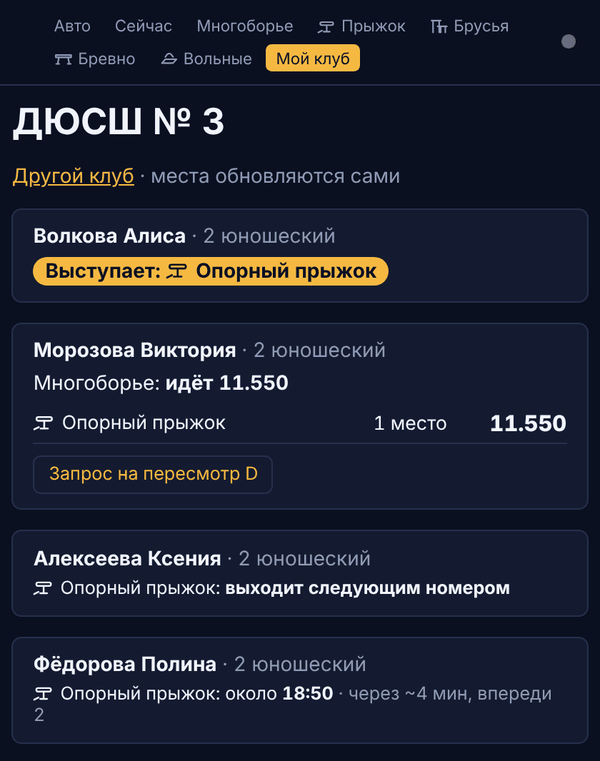 Авто Сейчас Многоборье Прыжок Брусья
Бревно Вольные Мой клуб
ДЮСШ № 3
Другой клуб · места обновляются сами
Волкова Алиса · 2 юношеский
Выступает: Опорный прыжок
Морозова Виктория · 2 юношеский
Многоборье: идёт 11.550
Опорный прыжок 1 место 11.550
Запрос на пересмотр D
Алексеева Ксения · 2 юношеский
Опорный прыжок: выходит следующим номером
Фёдорова Полина · 2 юношеский
Опорный прыжок: около 18:50 · через ~4 мин, впереди
2